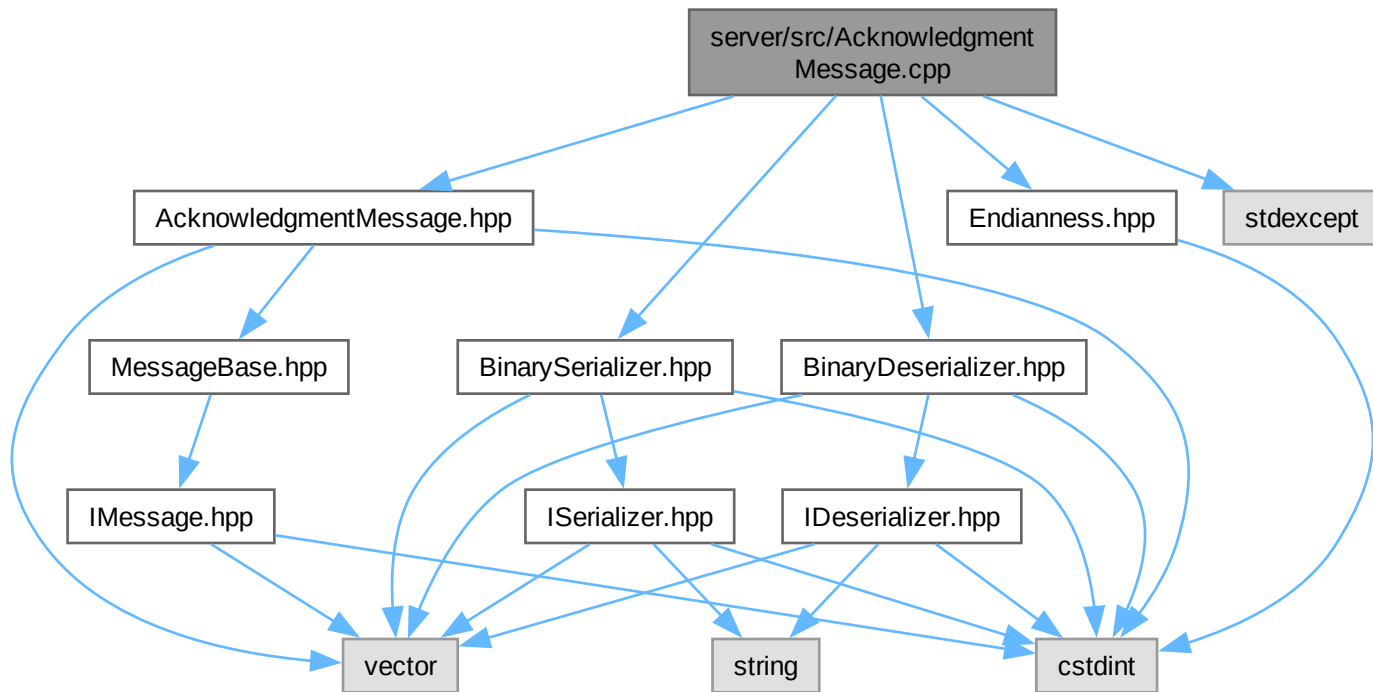 server/src/Acknowledgment
Message.cpp
AcknowledgmentMessage.hpp
Endianness.hpp
stdexcept
MessageBase.hpp
BinarySerializer.hpp
BinaryDeserializer.hpp
IMessage.hpp
ISerializer.hpp
IDeserializer.hpp
vector
string
cstdint